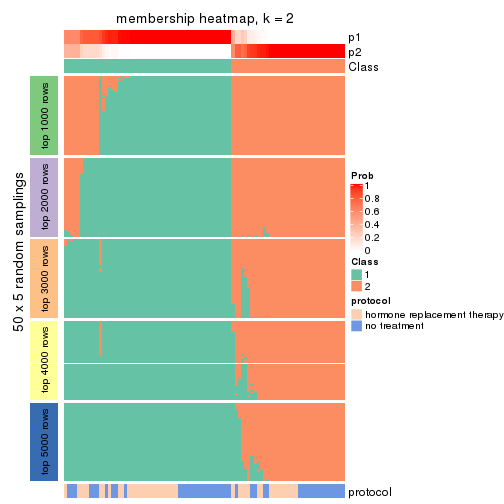 membership heatmap, k = 2
p1
p2
Class
50 x 5 random samplings
top 1000 rows
top 2000 rows
top 3000 rows
top 4000 rows
top 5000 rows
Prob
1
0.8
0.6
0.4
0.2
0
Class
1
2
protocol
hormone replacement therapy
no treatment
protocol